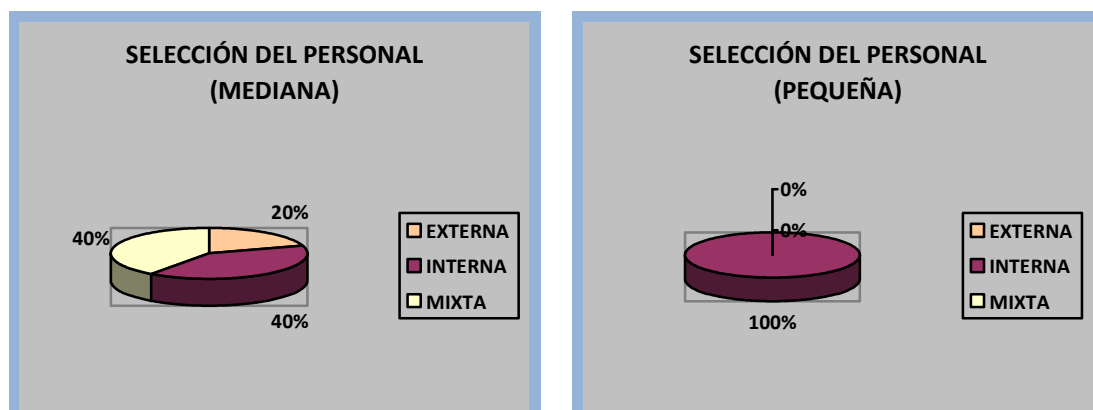 SELECCIÓN DEL PERSONAL
(MEDIANA)
20%
40%
40%
EXTERNA
INTERNA
MIXTA
SELECCIÓN DEL PERSONAL
(PEQUEÑA)
0%
0%
100%
EXTERNA
INTERNA
MIXTA